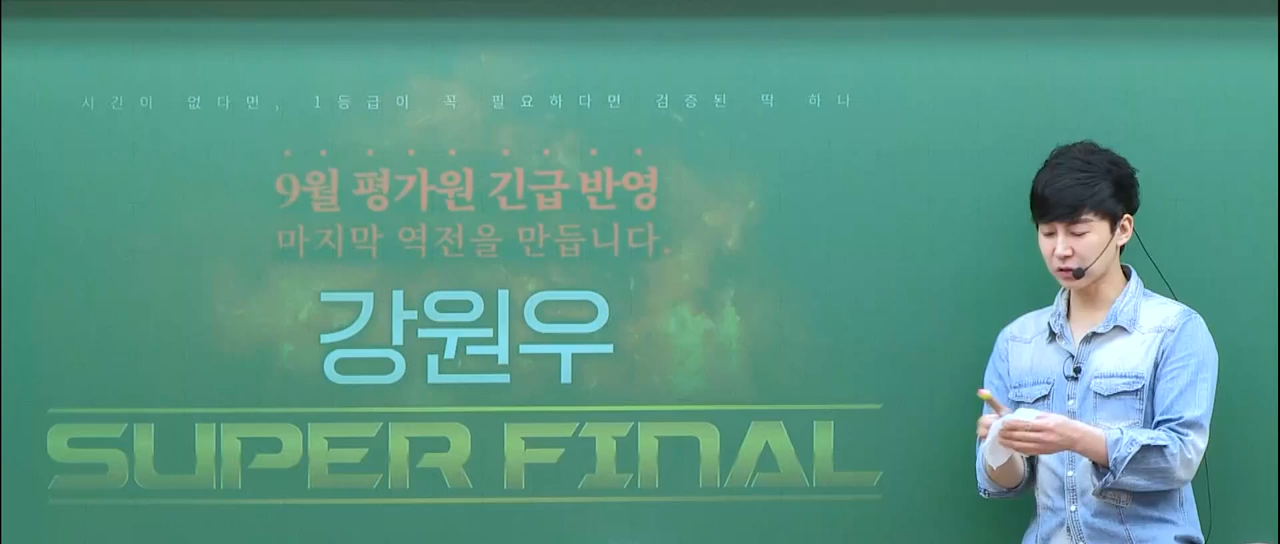 시간이 없다면, 1등급이 꼭 필요하다면 검증된 딱 하나
9월 평가원 긴급 반영
마지막 역전을 만듭니다.
강원우
SUPER FINAL